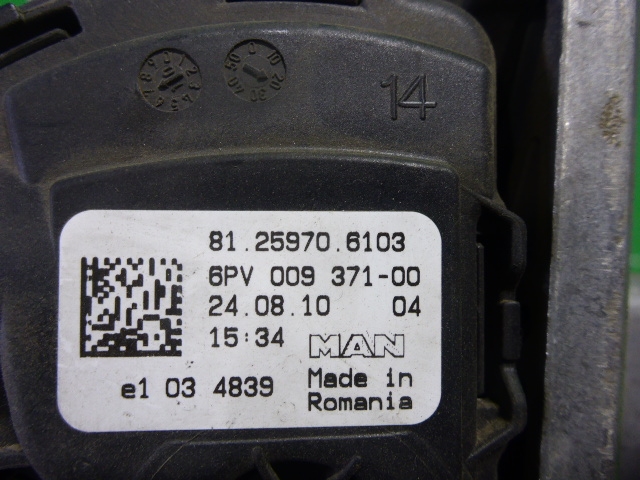 14
81.25970.6103
6PV 009 371-00
24.08.10 04
15:34 MAN
e1 03 4839 Made in
Romania